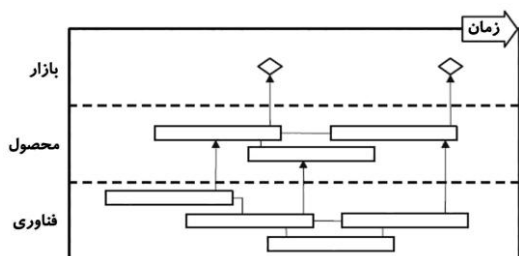 زمان
بازار
محصول
فناوری